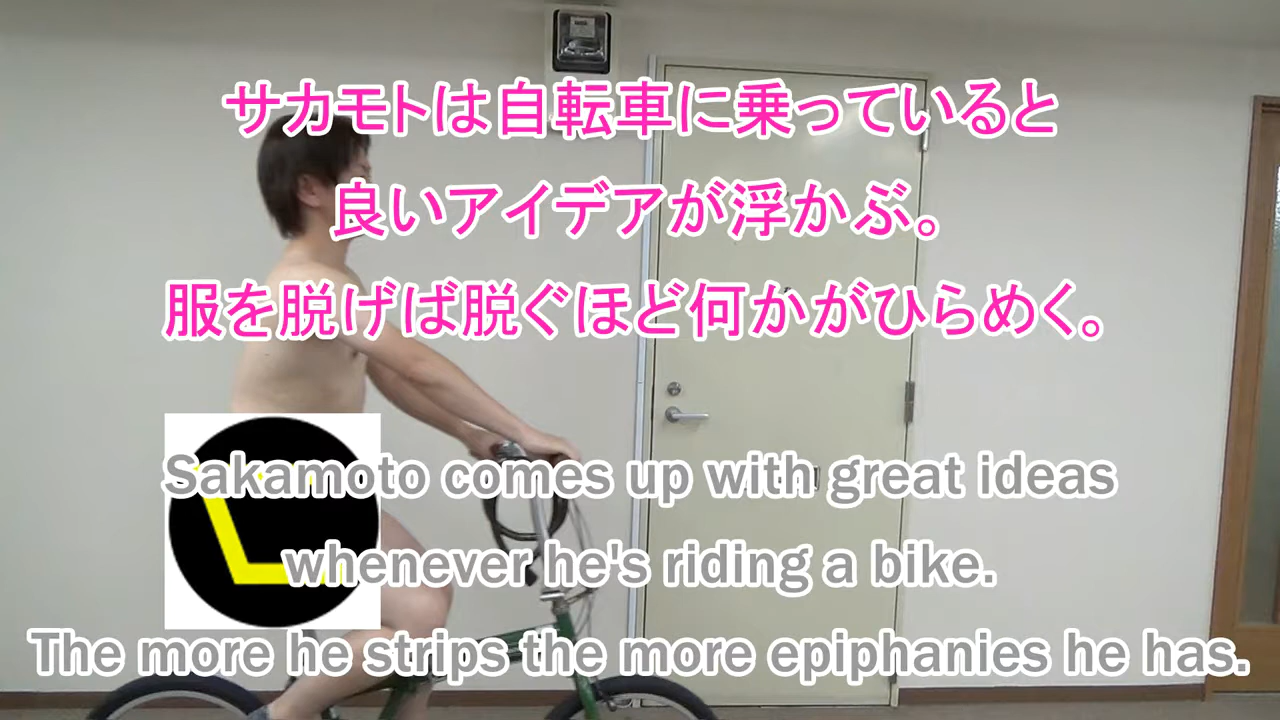 サカモトは自転車に乗っていると
良いアイデアが浮かぶ。
服を脱げば脱ぐほど何かがひらめく。
Sakamoto comes up with great ideas
whenever he's riding a bike.
The more he strips the more epiphanies he has.